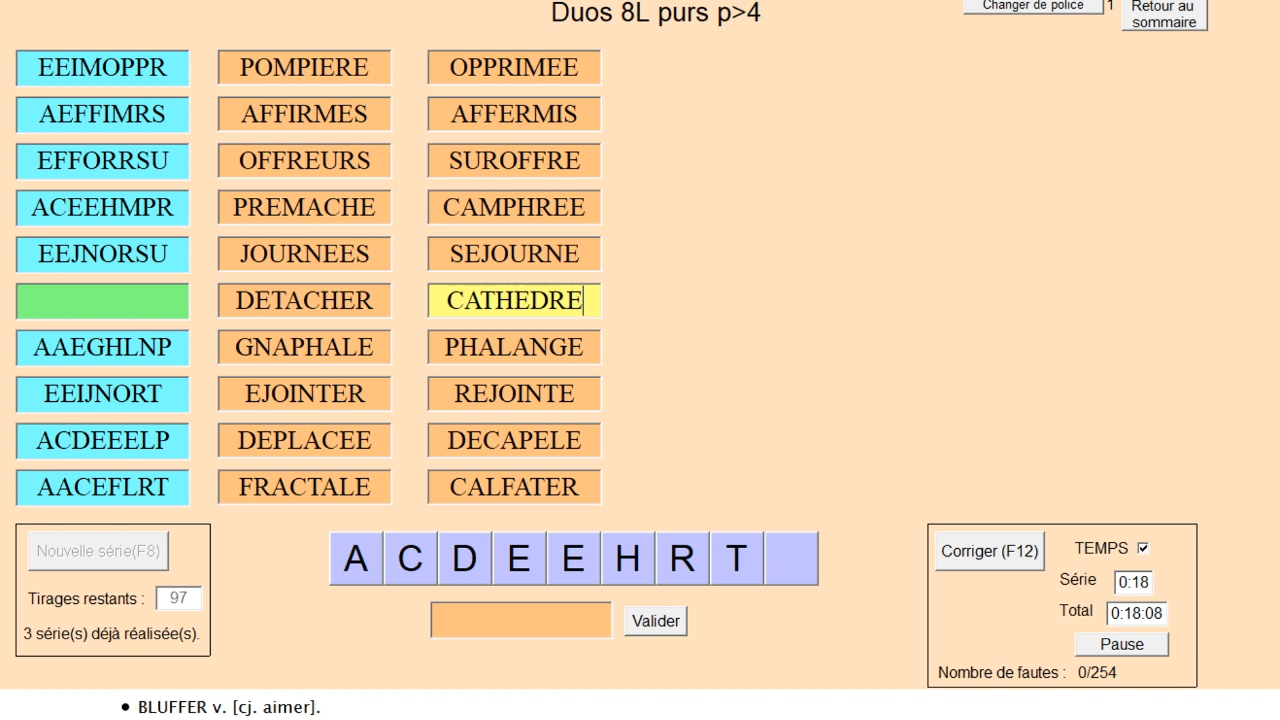 Duos 8L purs p>4
Changer de police 1 Retour au sommaire
EEIMOPPR POMPIERE OPPRIMEE
AEFFIMRS AFFIRMES AFFERMIS
EFFORRSU OFFREURS SUROFFRE
ACEEHMPR PREMACHE CAMPHREE
EEJNORSU JOURNEES SEJOURNE
DETACHER CATHEDRE
AAEGHLNP GNAPHALE PHALANGE
EEIJNORT EJOINTER REJOINTE
ACDEEELP DEPLACEE DECAPELE
AACEFLRT FRACTALE CALFATER
Nouvelle série(F8)
Tirages restants : 97
3 série(s) déjà réalisée(s).
A C D E E H R T
Valider
Corriger (F12) TEMPS
Série 0:18
Total 0:18:08
Pause
Nombre de fautes : 0/254
• BLUFFER v. [cj. aimer].